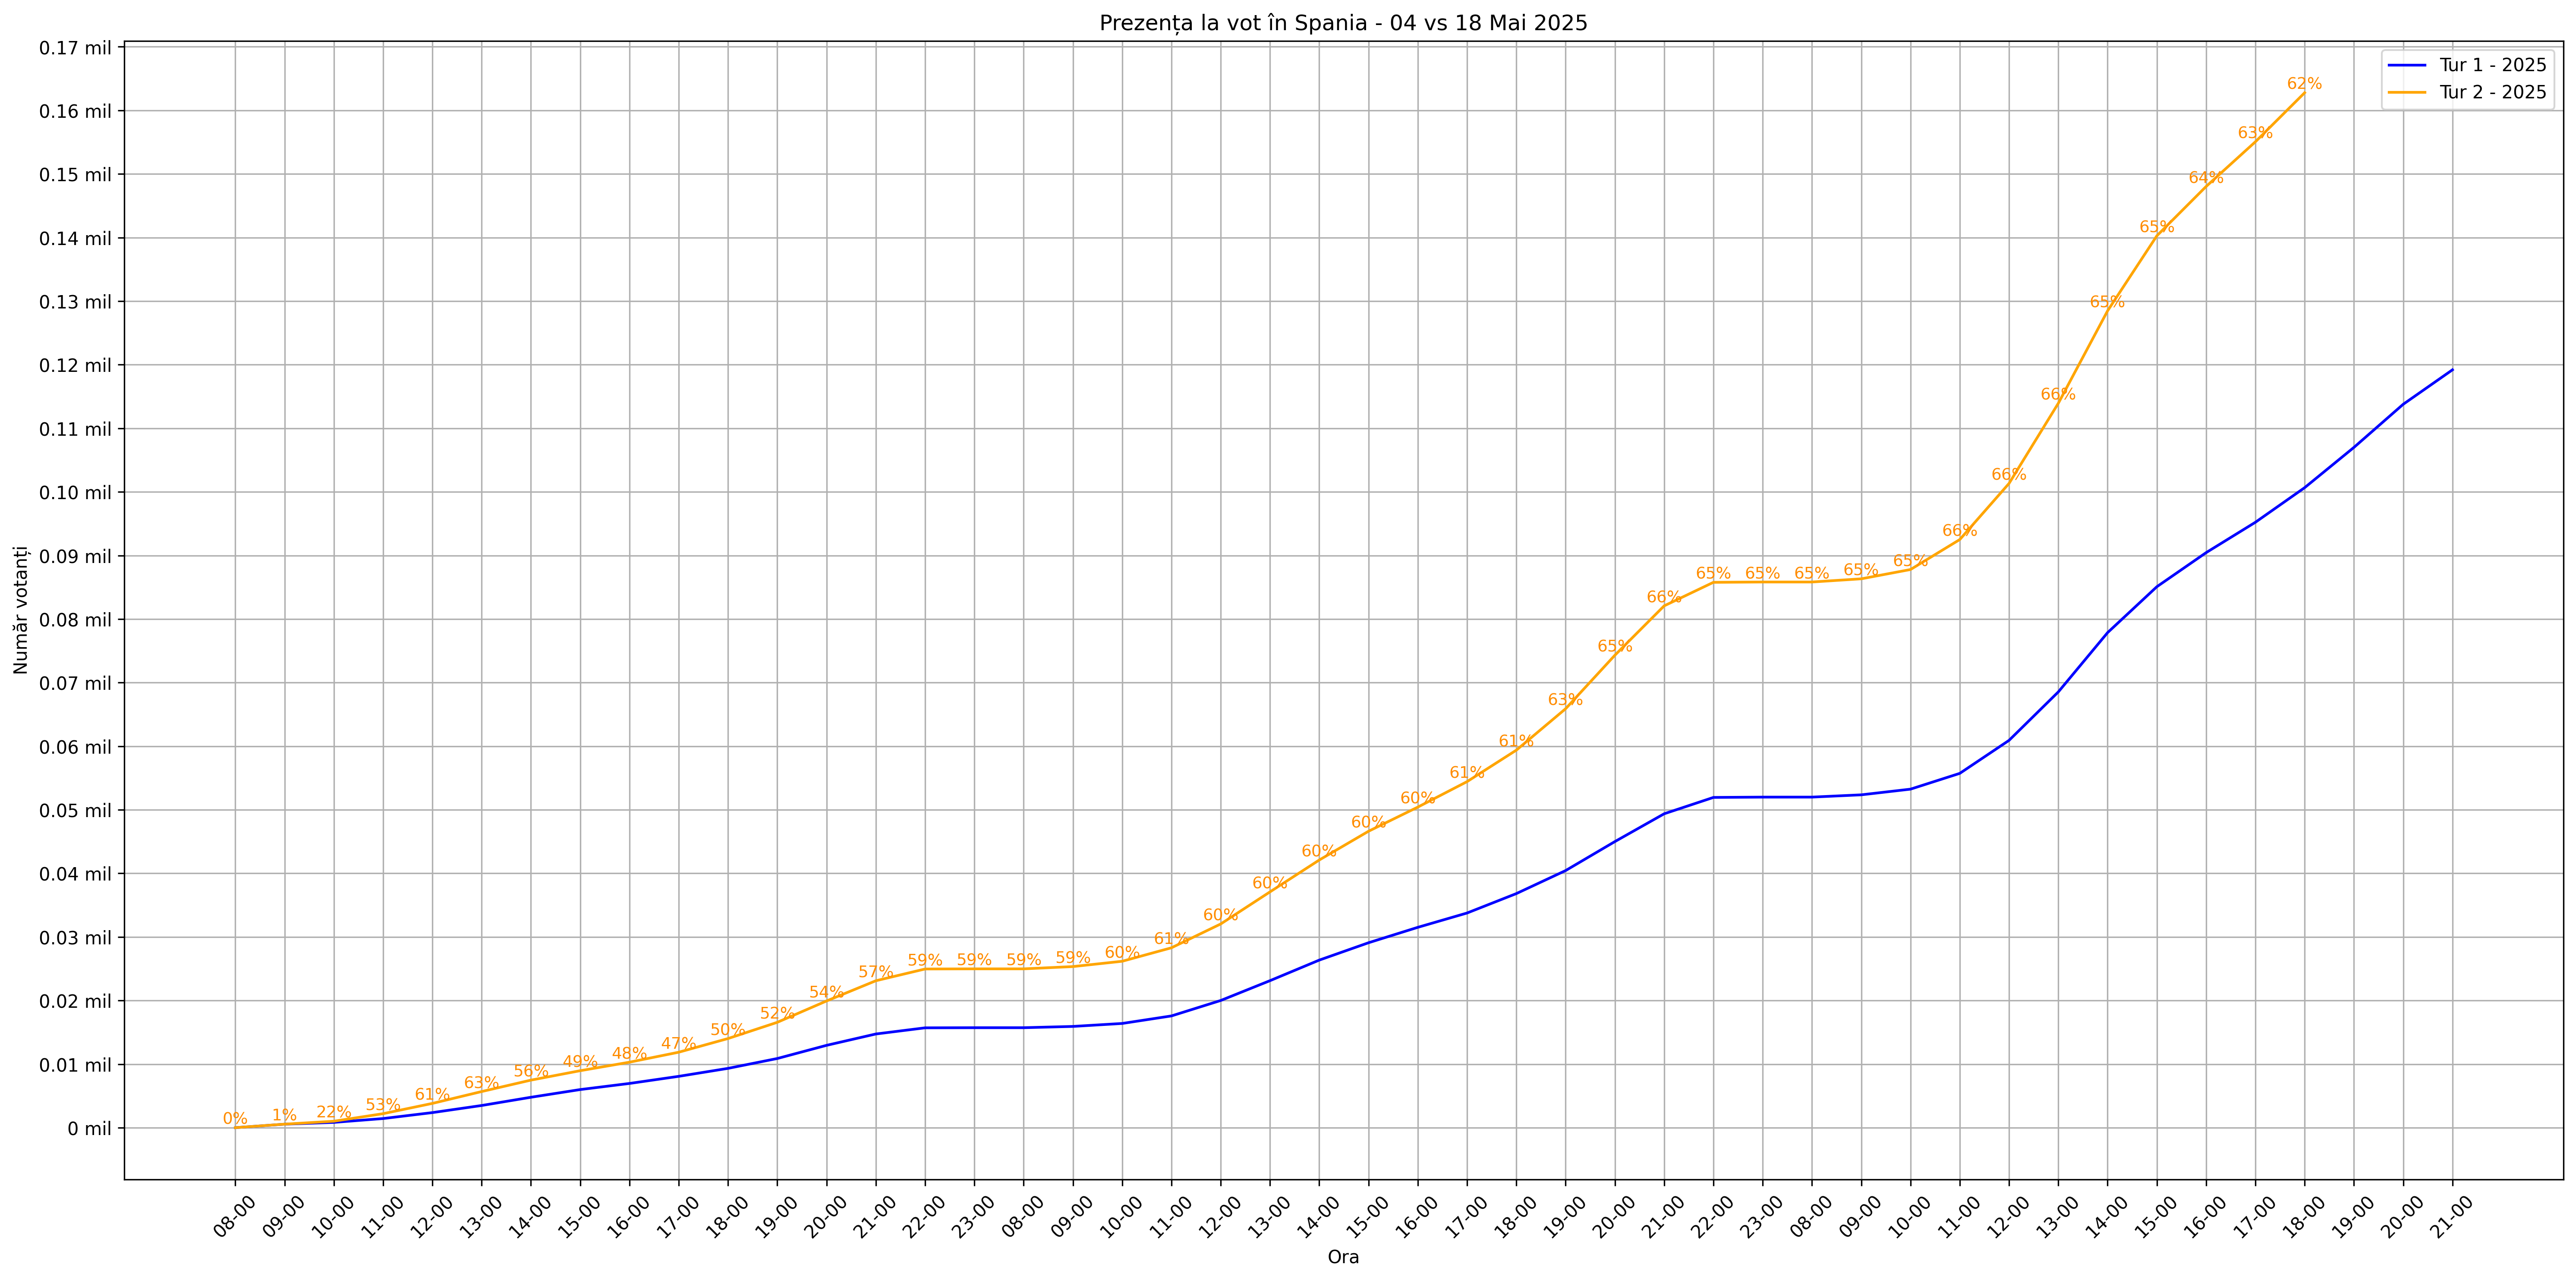 Prezența la vot în Spania - 04 vs 18 Mai 2025
Tur 1 - 2025
Tur 2 - 2025
Număr votanți
0.17 mil
0.16 mil
0.15 mil
0.14 mil
0.13 mil
0.12 mil
0.11 mil
0.10 mil
0.09 mil
0.08 mil
0.07 mil
0.06 mil
0.05 mil
0.04 mil
0.03 mil
0.02 mil
0.01 mil
0 mil
0% 1% 22% 53% 61% 63% 56% 49% 48% 47% 50% 52% 54% 57% 59% 59% 59% 59% 60% 61% 60% 60% 60% 60% 60% 61% 61% 63% 65% 66% 65% 65% 65% 65% 65% 66% 66% 66% 65% 65% 64% 63% 62%
08-00 09-00 10-00 11-00 12-00 13-00 14-00 15-00 16-00 17-00 18-00 19-00 20-00 21-00 22-00 23-00 08-00 09-00 10-00 11-00 12-00 13-00 14-00 15-00 16-00 17-00 18-00 19-00 20-00 21-00 22-00 23-00 08-00 09-00 10-00 11-00 12-00 13-00 14-00 15-00 16-00 17-00 18-00 19-00 20-00 21-00
Ora